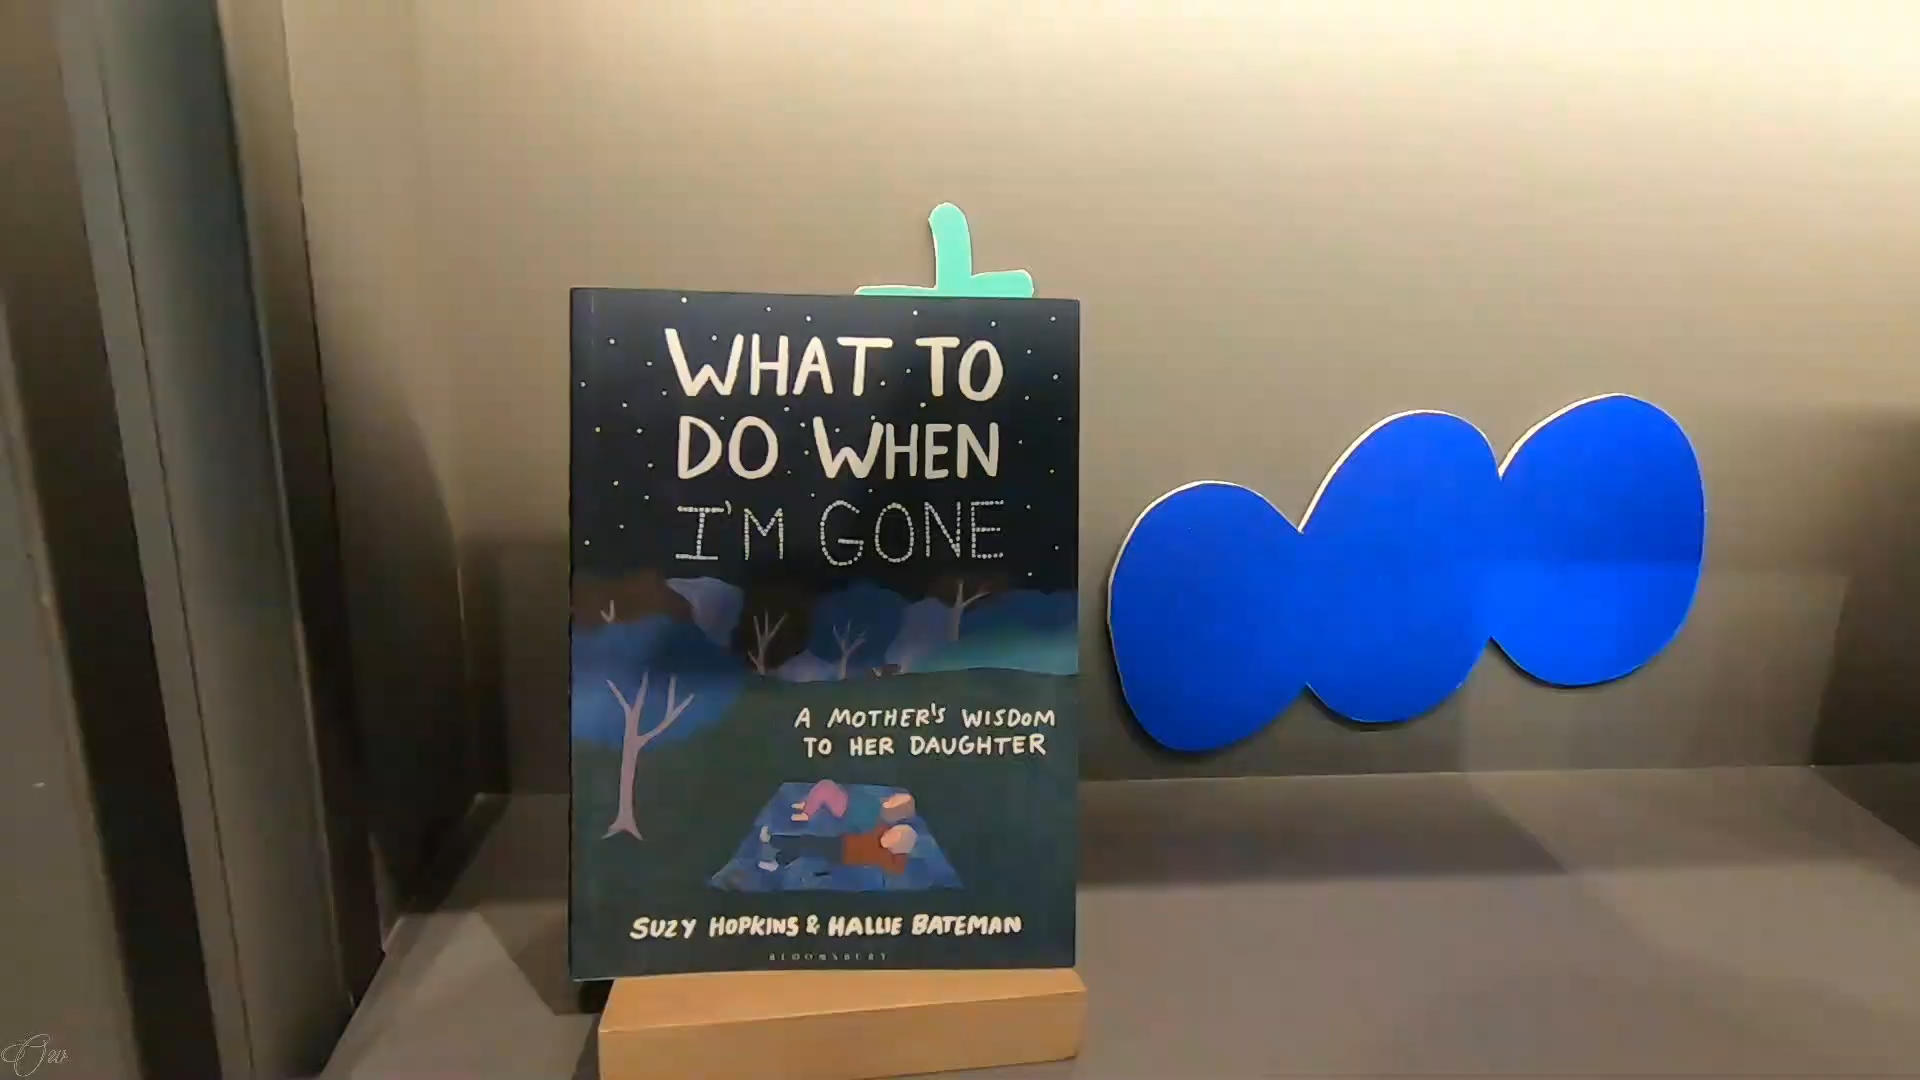 WHAT TO
DO WHEN
I'M GONE
A MOTHER'S WISDOM
TO HER DAUGHTER
SUZY HOPKINS & HALLIE BATEMAN
BLOOMSBURY